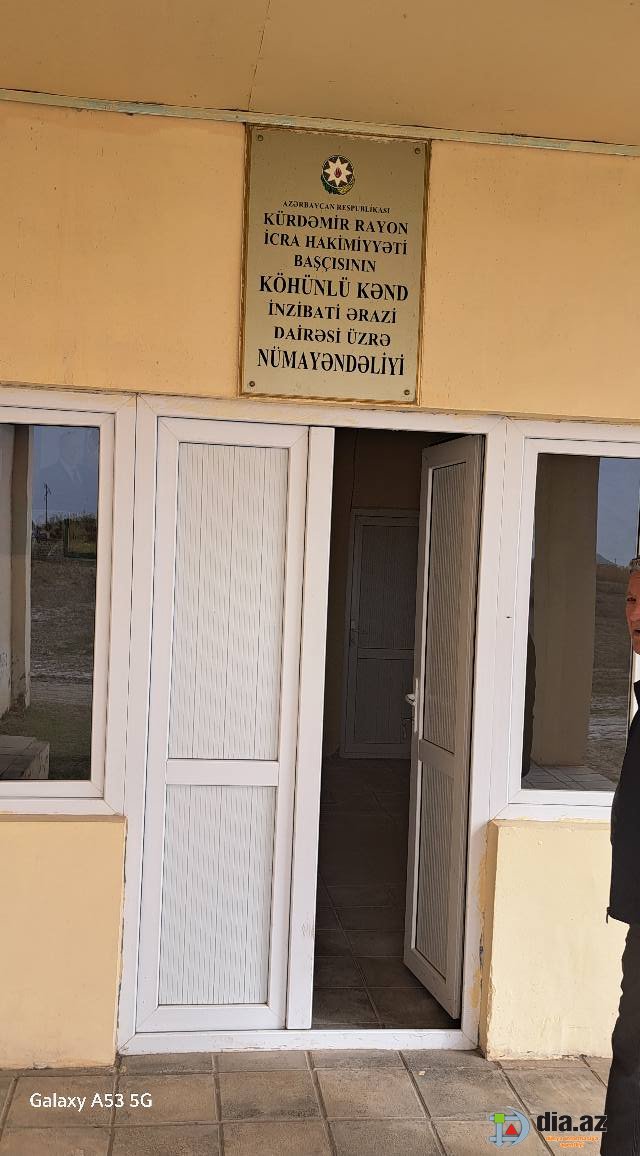 AZƏRBAYCAN RESPUBLİKASI
KÜRDƏMİR RAYON
İCRA HAKİMİYYƏTİ
BAŞÇISININ
KÖHÜNLÜ KƏND
İNZİBATİ ƏRAZİ
DAİRƏSİ ÜZRƏ
NÜMAYƏNDƏLİYİ
Galaxy A53 5G
dia.az